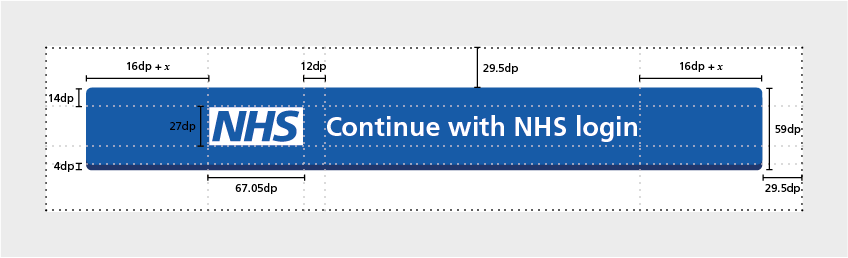 16dp + x
12dp
29.5dp
16dp + x
14dp
27dp
NHS
Continue with NHS login
59dp
4dp
67.05dp
29.5dp